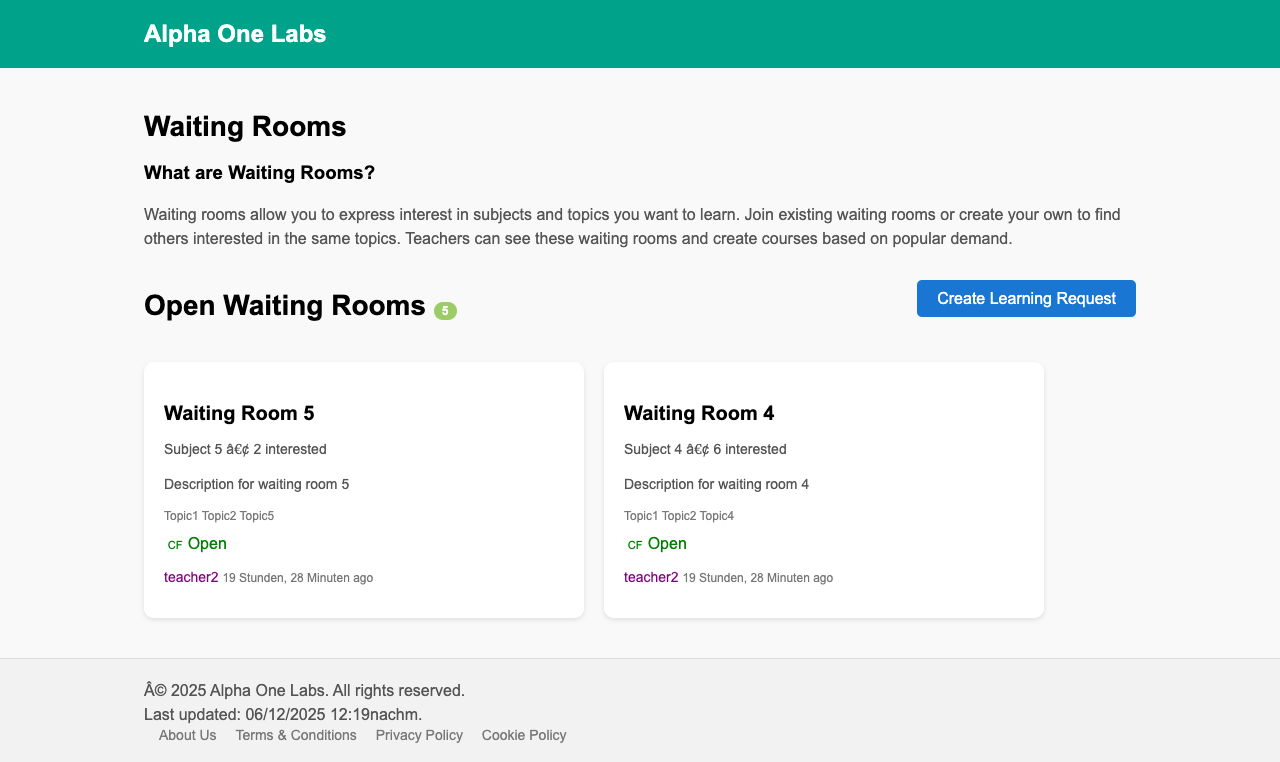 Alpha One Labs
Waiting Rooms
What are Waiting Rooms?
Waiting rooms allow you to express interest in subjects and topics you want to learn. Join existing waiting rooms or create your own to find
others interested in the same topics. Teachers can see these waiting rooms and create courses based on popular demand.
Open Waiting Rooms 5
Create Learning Request
Waiting Room 5
Subject 5 â€¢ 2 interested
Description for waiting room 5
Topic1 Topic2 Topic5
CF Open
teacher2 19 Stunden, 28 Minuten ago
Waiting Room 4
Subject 4 â€¢ 6 interested
Description for waiting room 4
Topic1 Topic2 Topic4
CF Open
teacher2 19 Stunden, 28 Minuten ago
Â© 2025 Alpha One Labs. All rights reserved.
Last updated: 06/12/2025 12:19nachm.
About Us Terms & Conditions Privacy Policy Cookie Policy